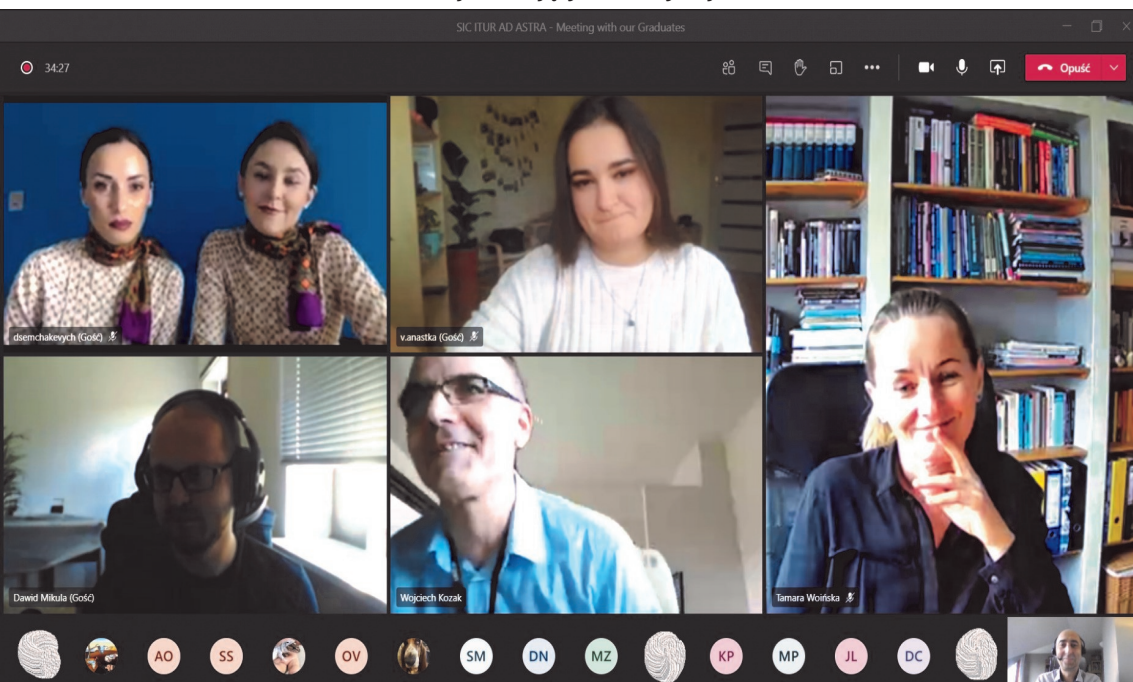 SIC ITUR AD ASTRA - Meeting with our Graduates
34:27
Opuść
dsemchakevych (Gość)
v.anastka (Gość)
Dawid Mikula (Gość)
Wojciech Kozak
Tamara Woińska
AO SS OV SM DN MZ KP MP JL DC